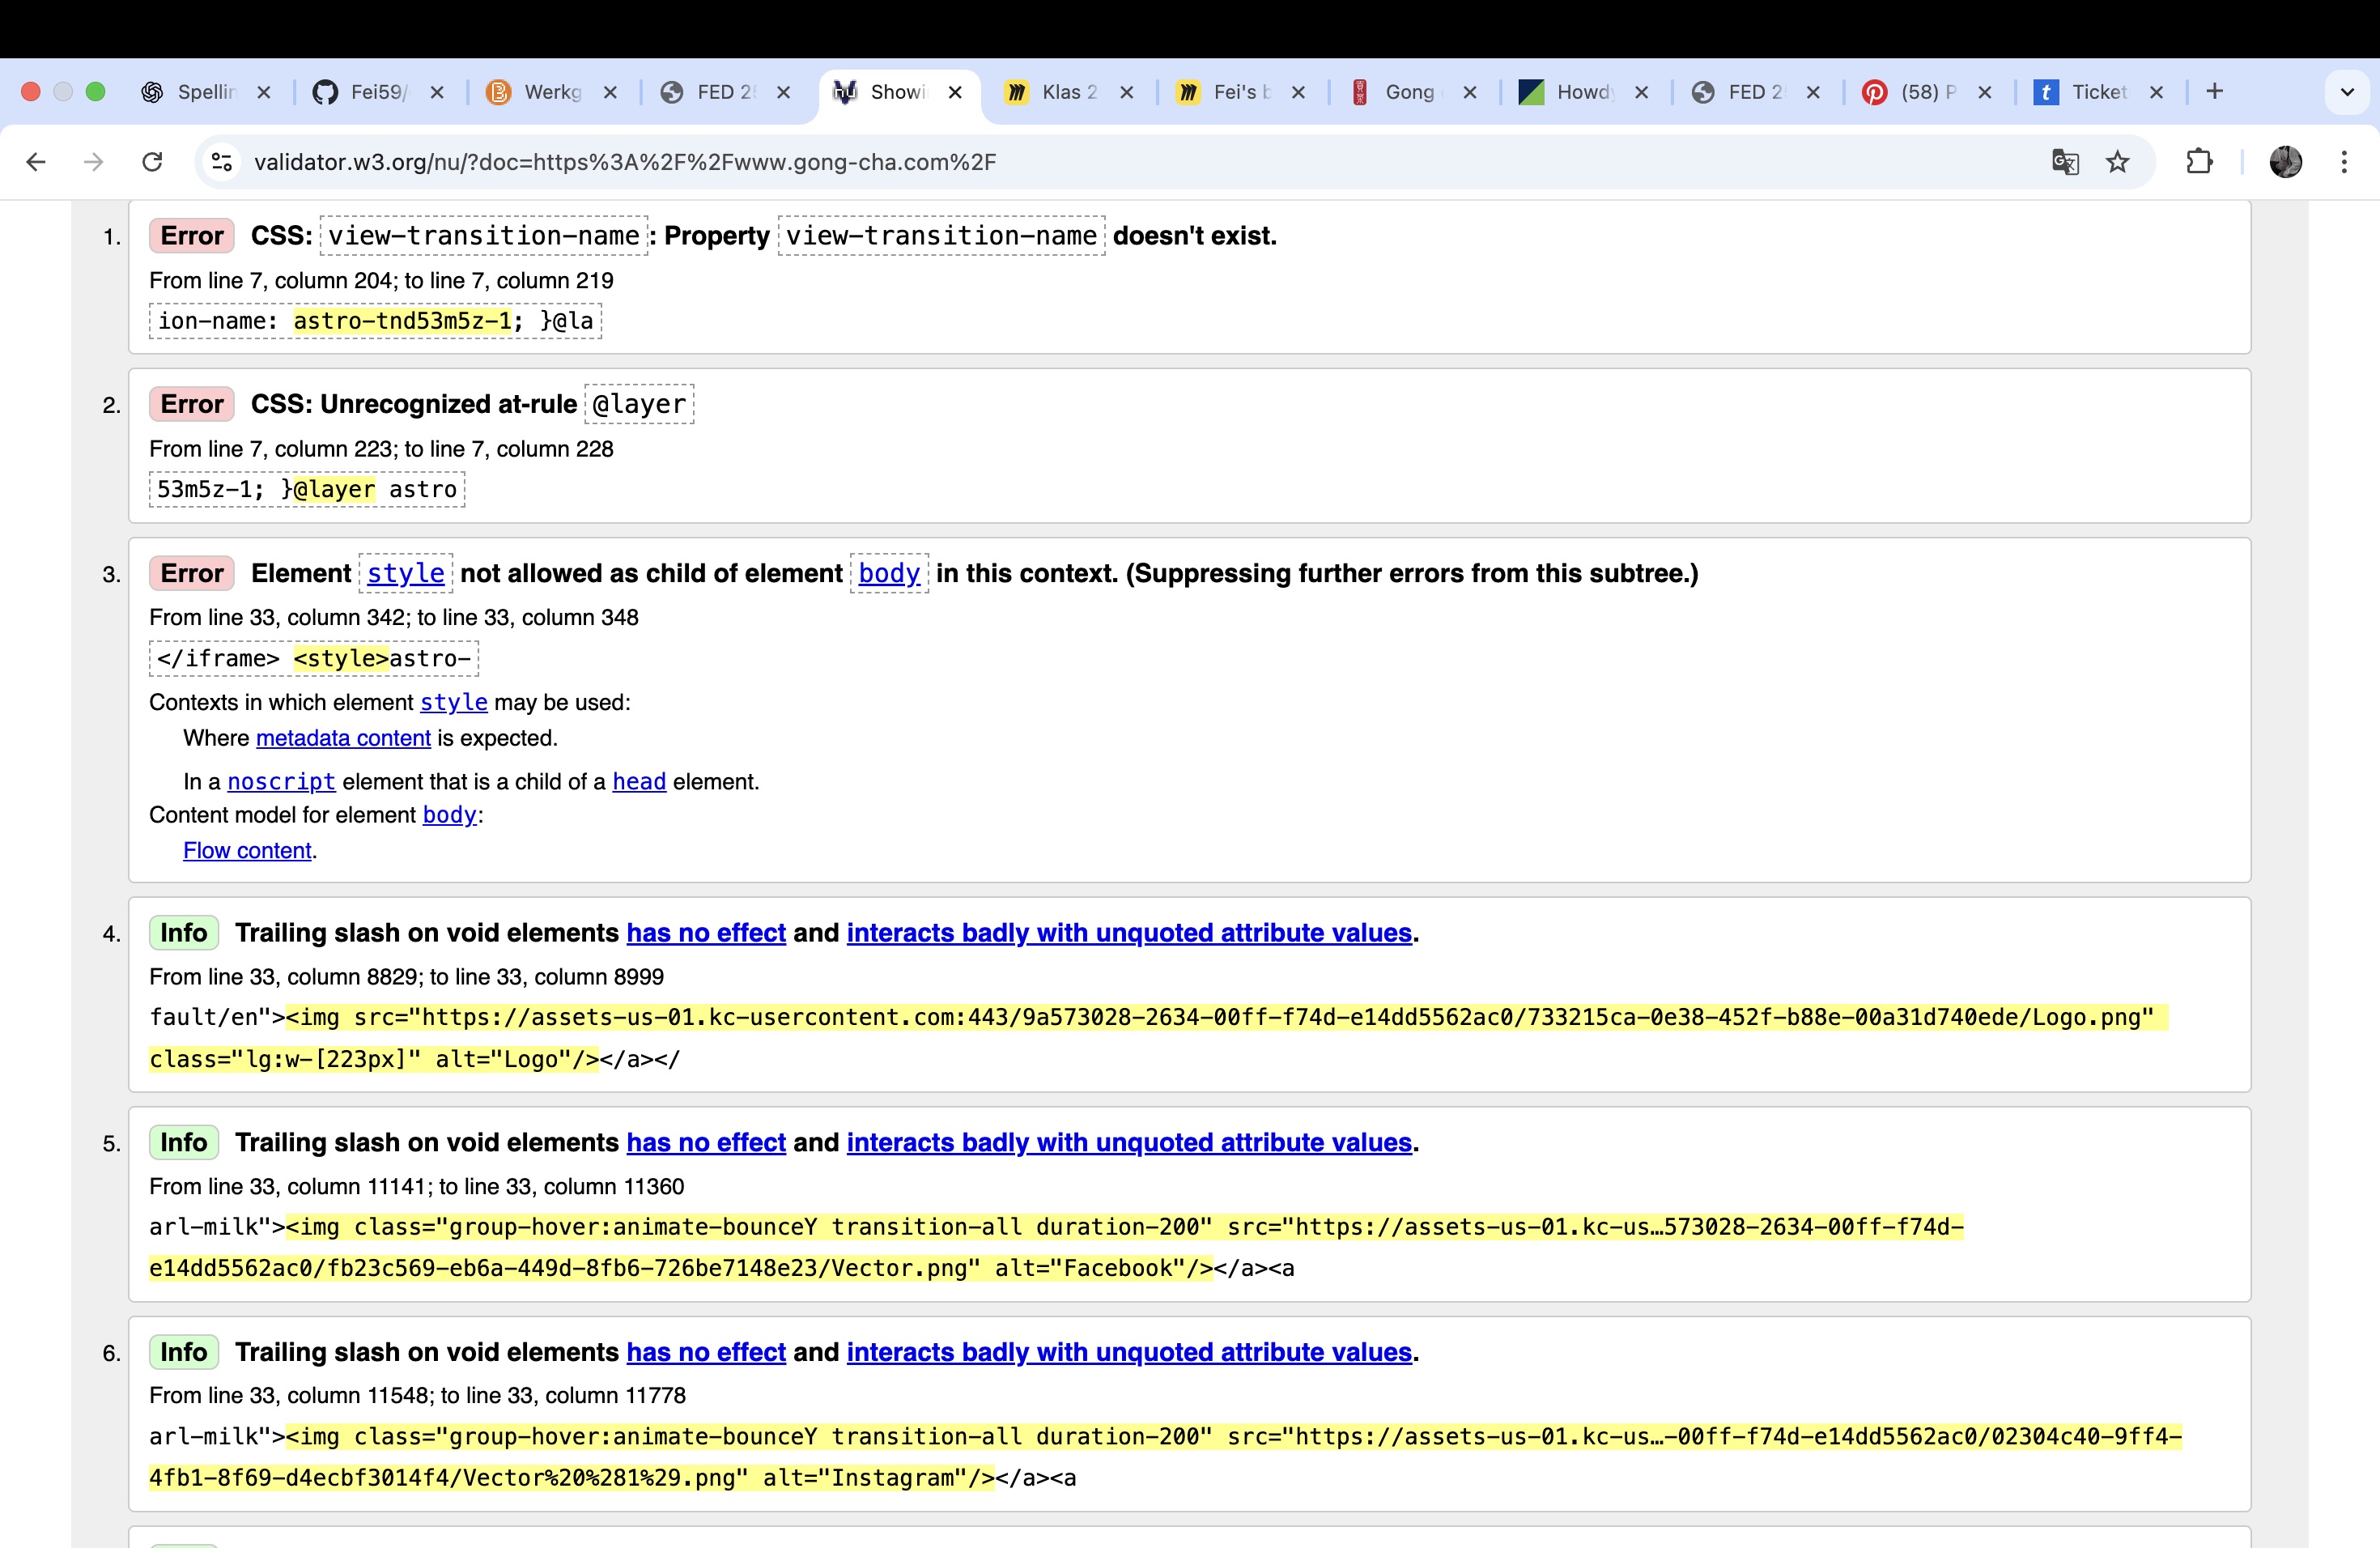 Spellin
Fei59/
Werkg
FED 2
Showi
Klas 2
Fei's b
Gong
Howdy
FED 2
(58) P
Ticket
validator.w3.org/nu/?doc=https%3A%2F%2Fwww.gong-cha.com%2F
1. Error CSS: view-transition-name: Property view-transition-name doesn't exist.
From line 7, column 204; to line 7, column 219
ion-name: astro-tnd53m5z-1; }@la
2. Error CSS: Unrecognized at-rule @layer
From line 7, column 223; to line 7, column 228
53m5z-1; }@layer astro
3. Error Element style not allowed as child of element body in this context. (Suppressing further errors from this subtree.)
From line 33, column 342; to line 33, column 348
</iframe> <style>astro-
Contexts in which element style may be used:
Where metadata content is expected.
In a noscript element that is a child of a head element.
Content model for element body:
Flow content.
4. Info Trailing slash on void elements has no effect and interacts badly with unquoted attribute values.
From line 33, column 8829; to line 33, column 8999
fault/en"><img src="https://assets-us-01.kc-usercontent.com:443/9a573028-2634-00ff-f74d-e14dd5562ac0/733215ca-0e38-452f-b88e-00a31d740ede/Logo.png"
class="lg:w-[223px]" alt="Logo"/></a></
5. Info Trailing slash on void elements has no effect and interacts badly with unquoted attribute values.
From line 33, column 11141; to line 33, column 11360
arl-milk"><img class="group-hover:animate-bounceY transition-all duration-200" src="https://assets-us-01.kc-us…573028-2634-00ff-f74d-
e14dd5562ac0/fb23c569-eb6a-449d-8fb6-726be7148e23/Vector.png" alt="Facebook"/></a><a
6. Info Trailing slash on void elements has no effect and interacts badly with unquoted attribute values.
From line 33, column 11548; to line 33, column 11778
arl-milk"><img class="group-hover:animate-bounceY transition-all duration-200" src="https://assets-us-01.kc-us…-00ff-f74d-e14dd5562ac0/02304c40-9ff4-
4fb1-8f69-d4ecbf3014f4/Vector%20%281%29.png" alt="Instagram"/></a><a